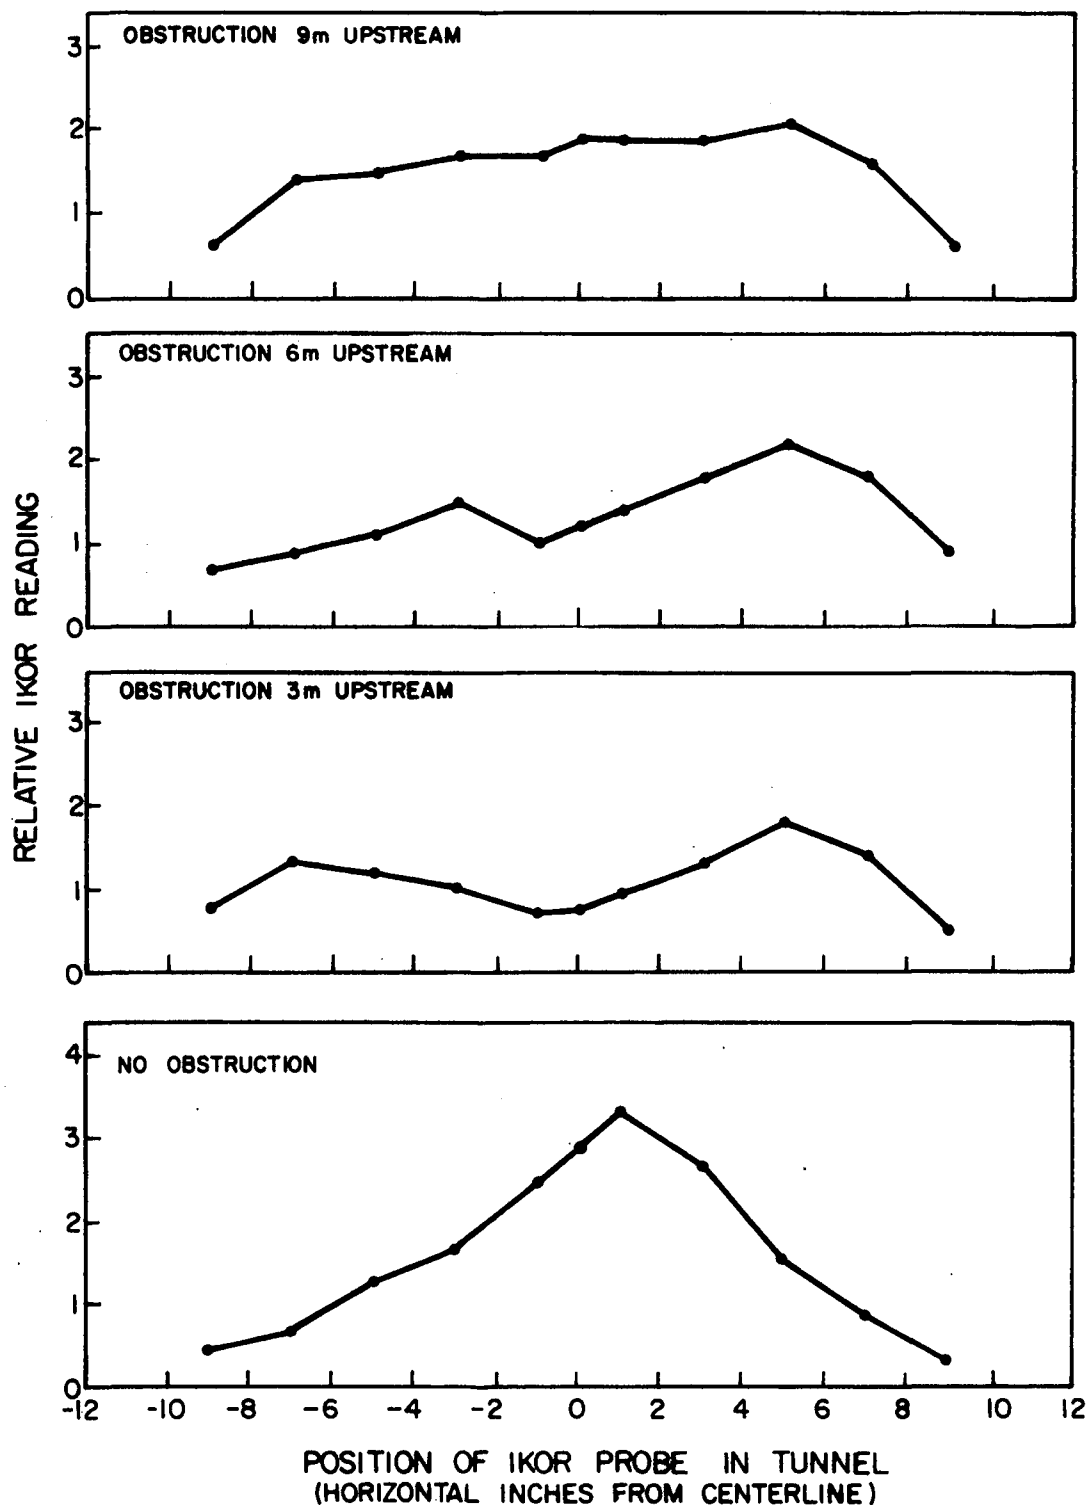 OBSTRUCTION 9m UPSTREAM
3
2
1
0
OBSTRUCTION 6m UPSTREAM
3
2
1
0
RELATIVE IKOR READING
OBSTRUCTION 3m UPSTREAM
3
2
1
0
NO OBSTRUCTION
4
3
2
1
0
-12 -10 -8 -6 -4 -2 0 2 4 6 8 10 12
POSITION OF IKOR PROBE IN TUNNEL
(HORIZONTAL INCHES FROM CENTERLINE)